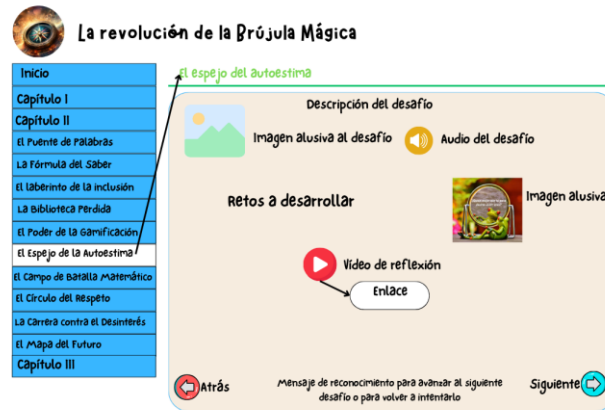 La revolución de la Brújula Mágica
Inicio
Capítulo I
Capítulo II
El Puente de Palabras
La Fórmula del Saber
El laberinto de la inclusión
La Biblioteca Perdida
El Poder de la Gamificación
El Espejo de la Autoestima
El Campo de Batalla Matemático
El Círculo del Respeto
La Carrera contra el Desinterés
El Mapa del Futuro
Capítulo III
El espejo del autoestima
Descripción del desafío
Imagen alusiva al desafío
Audio del desafío
Retos a desarrollar
Imagen alusiva
Vídeo de reflexión
Enlace
Atrás
Mensaje de reconocimiento para avanzar al siguiente
desafío o para volver a intentarlo
Siguiente